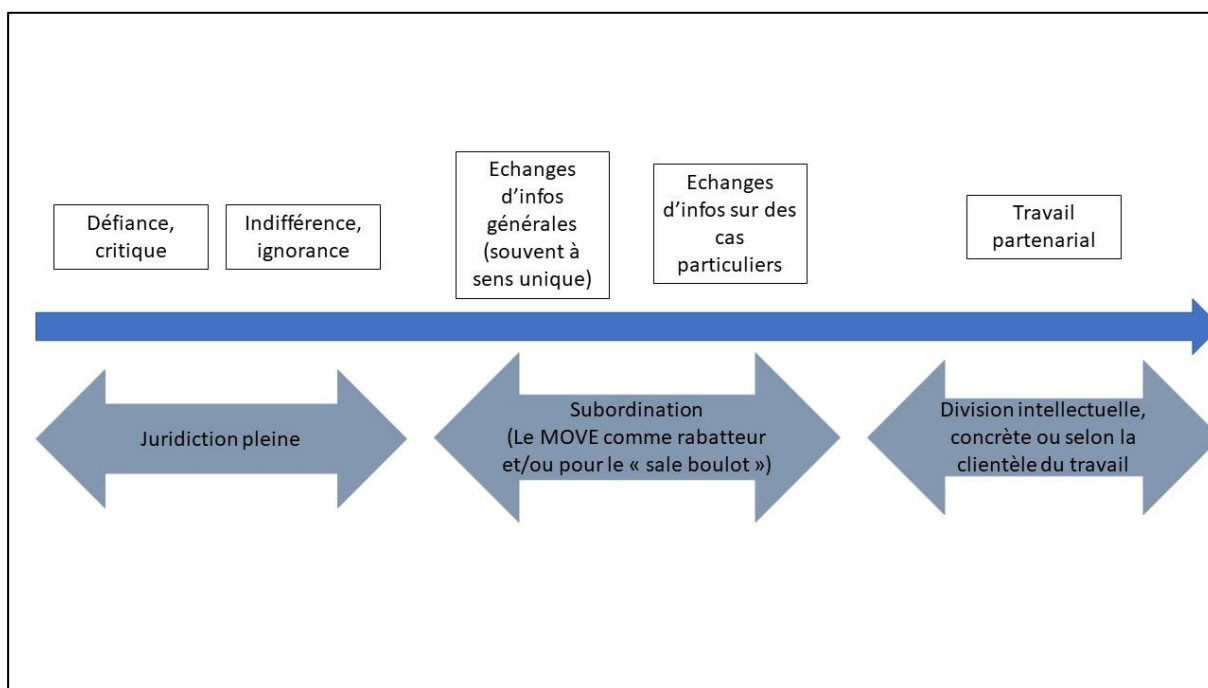 Défiance,
critique
Indifférence,
ignorance
Echanges
d’infos
générales
(souvent à
sens unique)
Echanges
d’infos sur des
cas
particuliers
Travail
partenarial
Juridiction pleine
Subordination
(Le MOVE comme rabatteur
et/ou pour le « sale boulot »)
Division intellectuelle,
concrète ou selon la
clientèle du travail